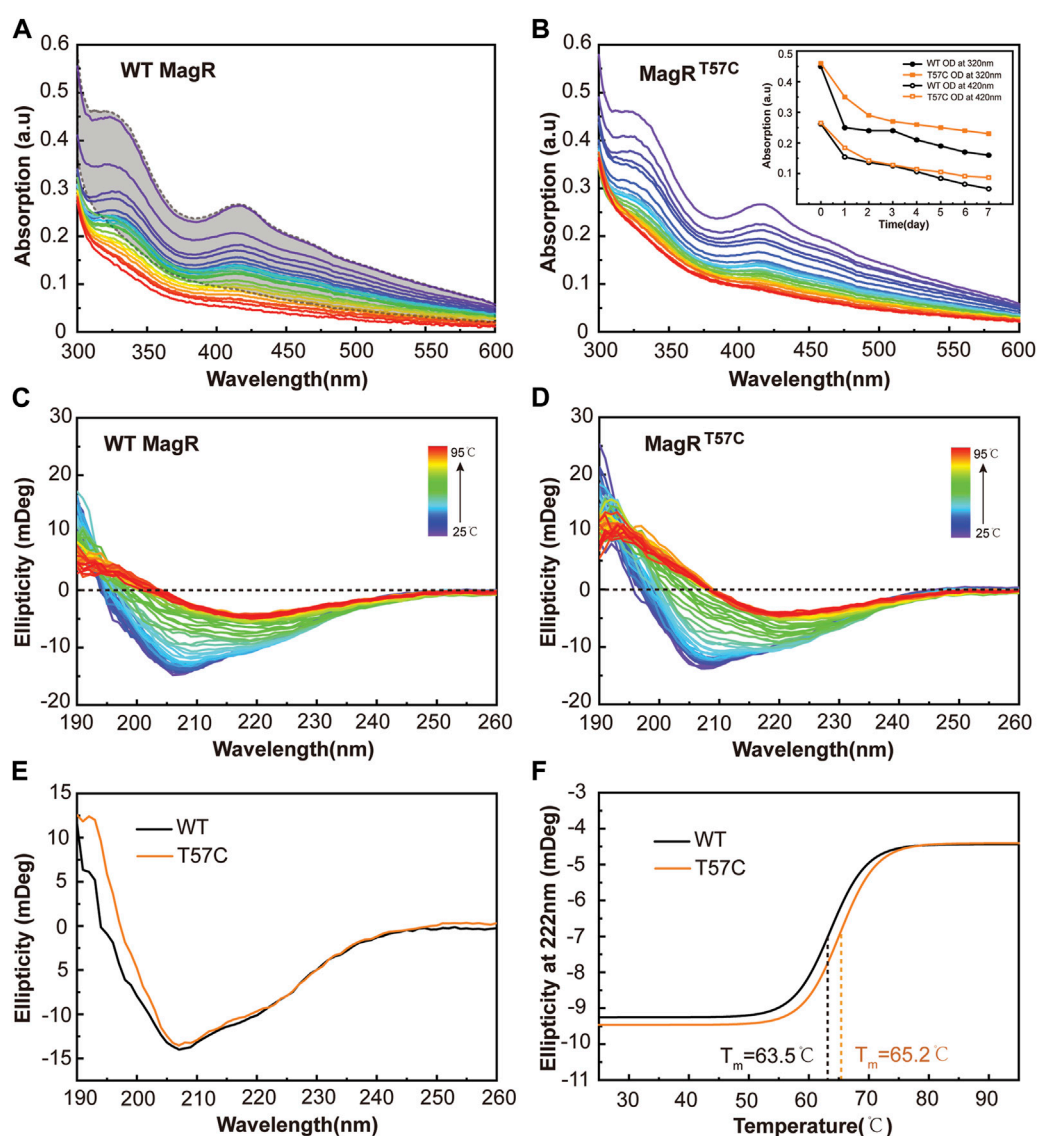 A
WT MagR
Absorption (a.u)
0.6
0.5
0.4
0.3
0.2
0.1
0
300 350 400 450 500 550 600
Wavelength(nm)
B
MagR T57C
Absorption (a.u)
0.6
0.5
0.4
0.3
0.2
0.1
0
300 350 400 450 500 550 600
Wavelength(nm)
WT OD at 320nm
T57C OD at 320nm
WT OD at 420nm
T57C OD at 420nm
Absorption (a.u)
0.5
0.4
0.3
0.2
0.1
0 1 2 3 4 5 6 7
Time(day)
C
WT MagR
Ellipticity (mDeg)
30
20
10
0
-10
-20
190 200 210 220 230 240 250 260
Wavelength(nm)
95℃
25℃
D
MagR T57C
Ellipticity (mDeg)
30
20
10
0
-10
-20
190 200 210 220 230 240 250 260
Wavelength(nm)
95℃
25℃
E
WT
T57C
Ellipticity (mDeg)
15
10
5
0
-5
-10
-15
190 200 210 220 230 240 250 260
Wavelength(nm)
F
WT
T57C
Ellipticity at 222nm (mDeg)
-3
-4
-5
-6
-7
-8
-9
-10
-11
Tm=63.5℃
Tm=65.2℃
30 40 50 60 70 80 90
Temperature(℃)